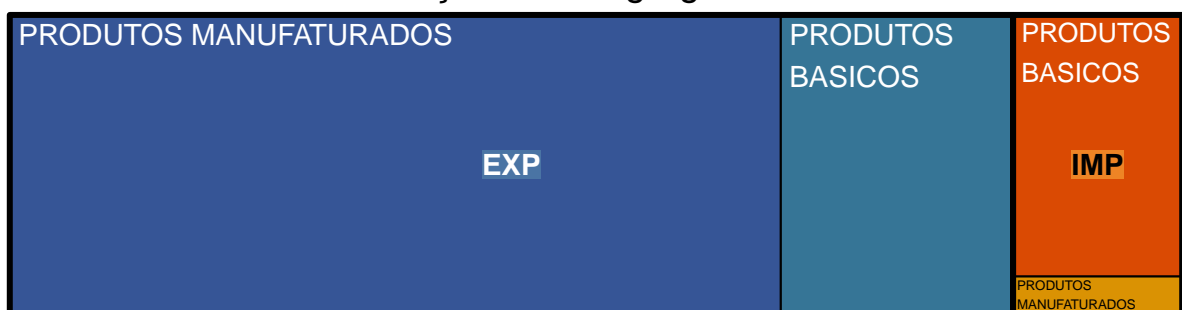 PRODUTOS MANUFATURADOS
EXP
PRODUTOS
BASICOS
PRODUTOS
BASICOS
IMP
PRODUTOS
MANUFATURADOS